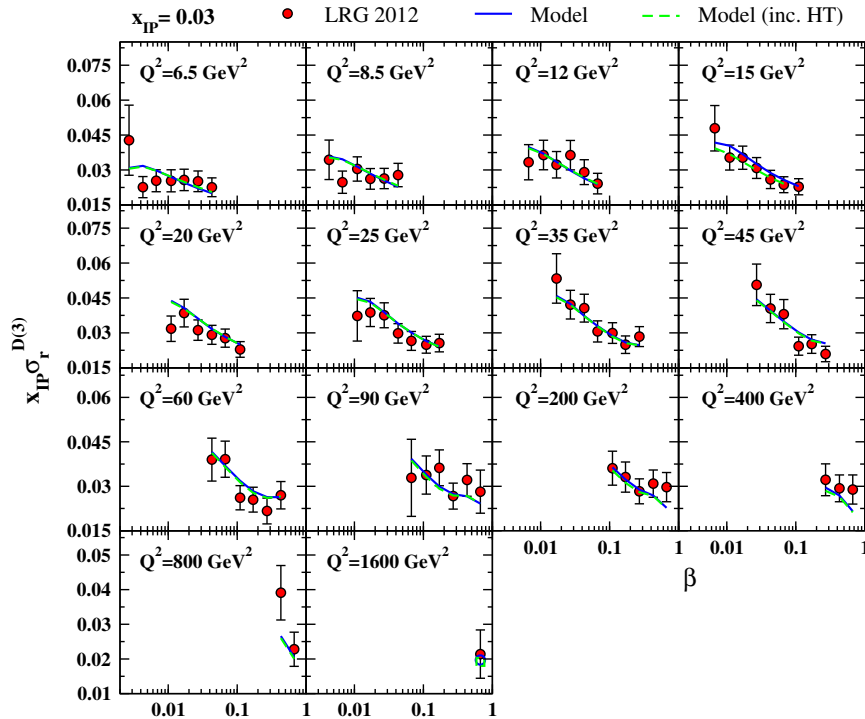 x_IP= 0.03 LRG 2012 Model Model (inc. HT)
0.075
0.06
0.045
0.03
0.015
Q²=6.5 GeV² Q²=8.5 GeV² Q²=12 GeV² Q²=15 GeV²
0.075
0.06
0.045
0.03
0.015
Q²=20 GeV² Q²=25 GeV² Q²=35 GeV² Q²=45 GeV²
x_IP σ_r^D(3)
0.06
0.045
0.03
0.015
Q²=60 GeV² Q²=90 GeV² Q²=200 GeV² Q²=400 GeV²
0.01 0.1 1 0.01 0.1 1
β
0.05
0.04
0.03
0.02
0.01
Q²=800 GeV² Q²=1600 GeV²
0.01 0.1 0.01 0.1 1